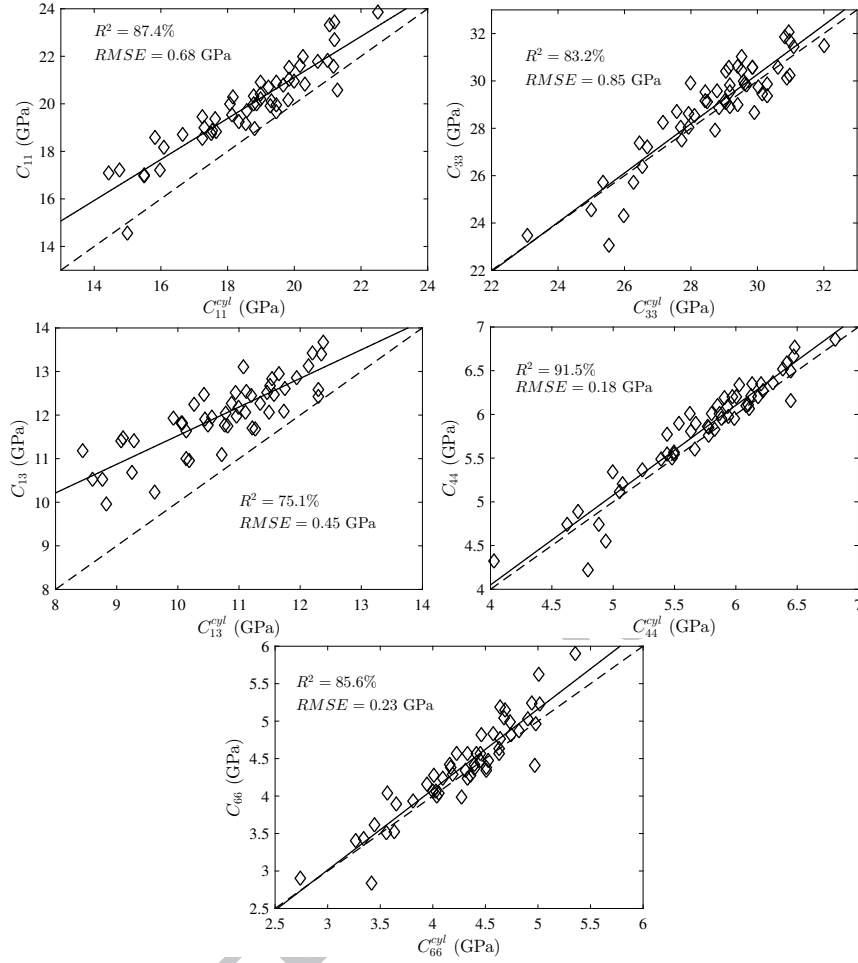 R² = 87.4%
RMSE = 0.68 GPa
C₁₁ (GPa)
24
22
20
18
16
14
14 16 18 20 22 24
C₁₁^{cyl} (GPa)
R² = 83.2%
RMSE = 0.85 GPa
C₃₃ (GPa)
34
32
30
28
26
24
22
22 24 26 28 30 32
C₃₃^{cyl} (GPa)
R² = 75.1%
RMSE = 0.45 GPa
C₁₃ (GPa)
14
13
12
11
10
9
8
8 9 10 11 12 13 14
C₁₃^{cyl} (GPa)
R² = 91.5%
RMSE = 0.18 GPa
C₄₄ (GPa)
7
6.5
6
5.5
5
4.5
4
4 4.5 5 5.5 6 6.5 7
C₄₄^{cyl} (GPa)
R² = 85.6%
RMSE = 0.23 GPa
C₆₆ (GPa)
6
5.5
5
4.5
4
3.5
3
2.5
2.5 3 3.5 4 4.5 5 5.5 6
C₆₆^{cyl} (GPa)